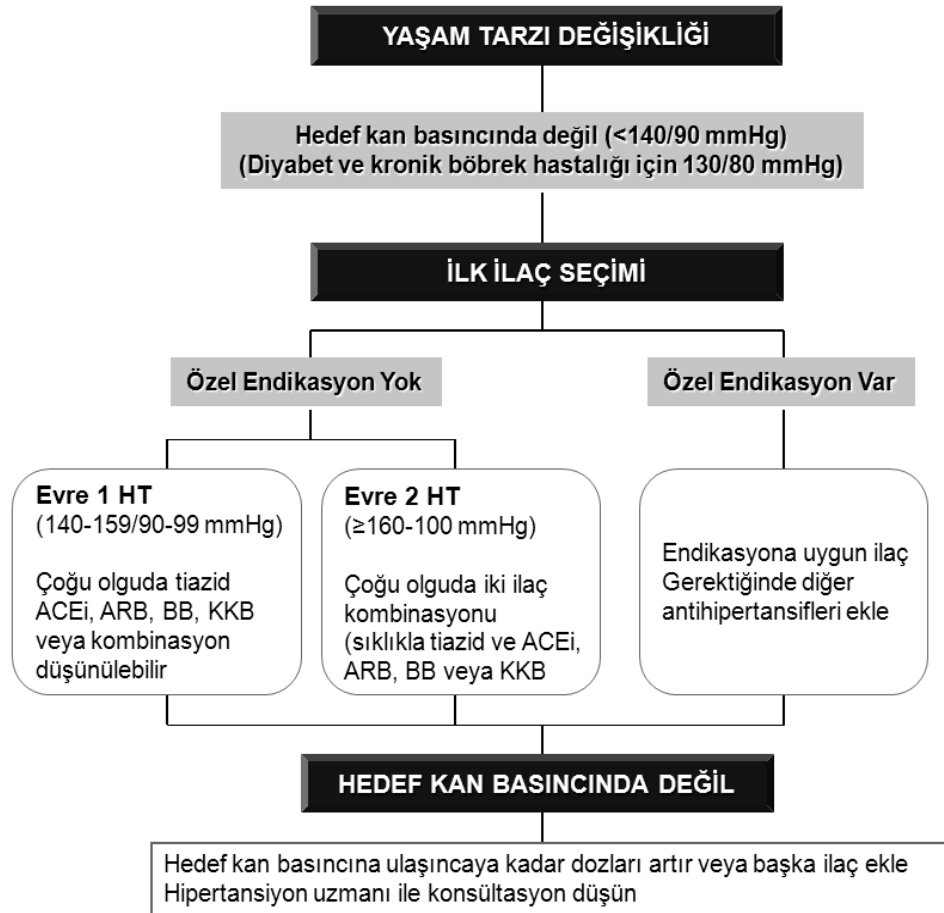 YAŞAM TARZI DEĞİŞİKLİĞİ
Hedef kan basıncında değil (<140/90 mmHg)
(Diyabet ve kronik böbrek hastalığı için 130/80 mmHg)
İLK İLAÇ SEÇİMİ
Özel Endikasyon Yok
Özel Endikasyon Var
Evre 1 HT
(140-159/90-99 mmHg)
Çoğu olguda tiazid
ACEi, ARB, BB, KKB
veya kombinasyon
düşünülebilir
Evre 2 HT
(≥160-100 mmHg)
Çoğu olguda iki ilaç
kombinasyonu
(sıklıkla tiazid ve ACEi,
ARB, BB veya KKB
Endikasyona uygun ilaç
Gerektiğinde diğer
antihipertansifleri ekle
HEDEF KAN BASINCINDA DEĞİL
Hedef kan basıncına ulaşıncaya kadar dozları artır veya başka ilaç ekle
Hipertansiyon uzmanı ile konsültasyon düşün